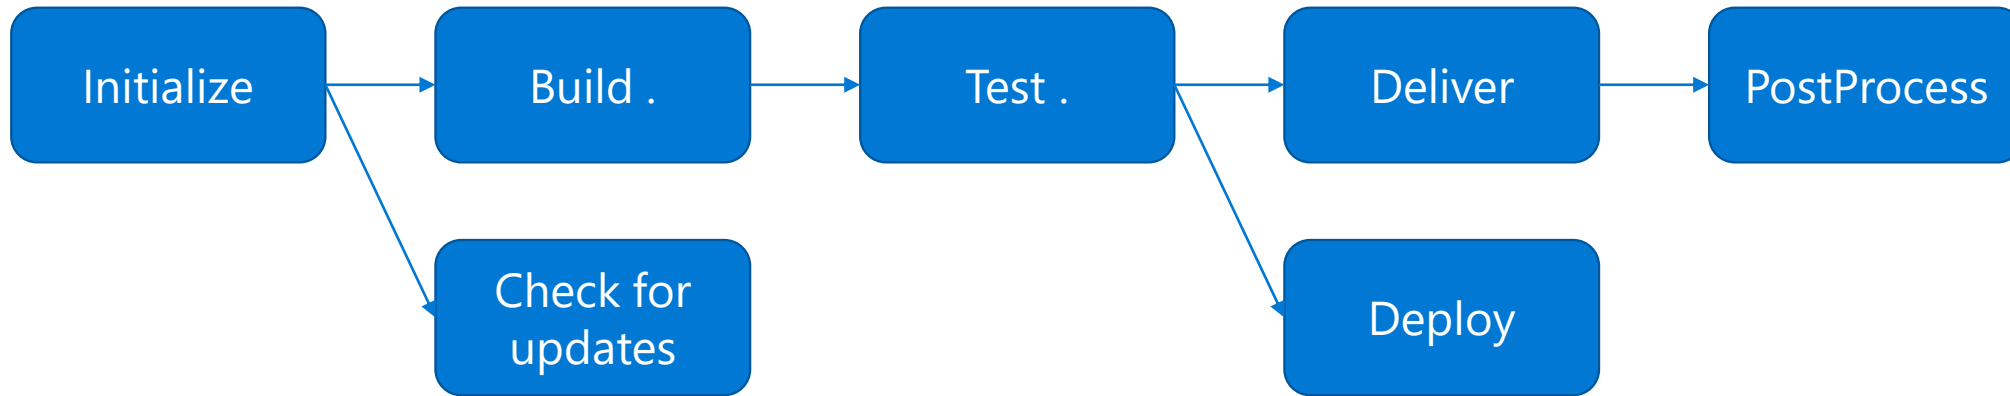 Initialize
Build .
Test .
Deliver
PostProcess
Check for
updates
Deploy